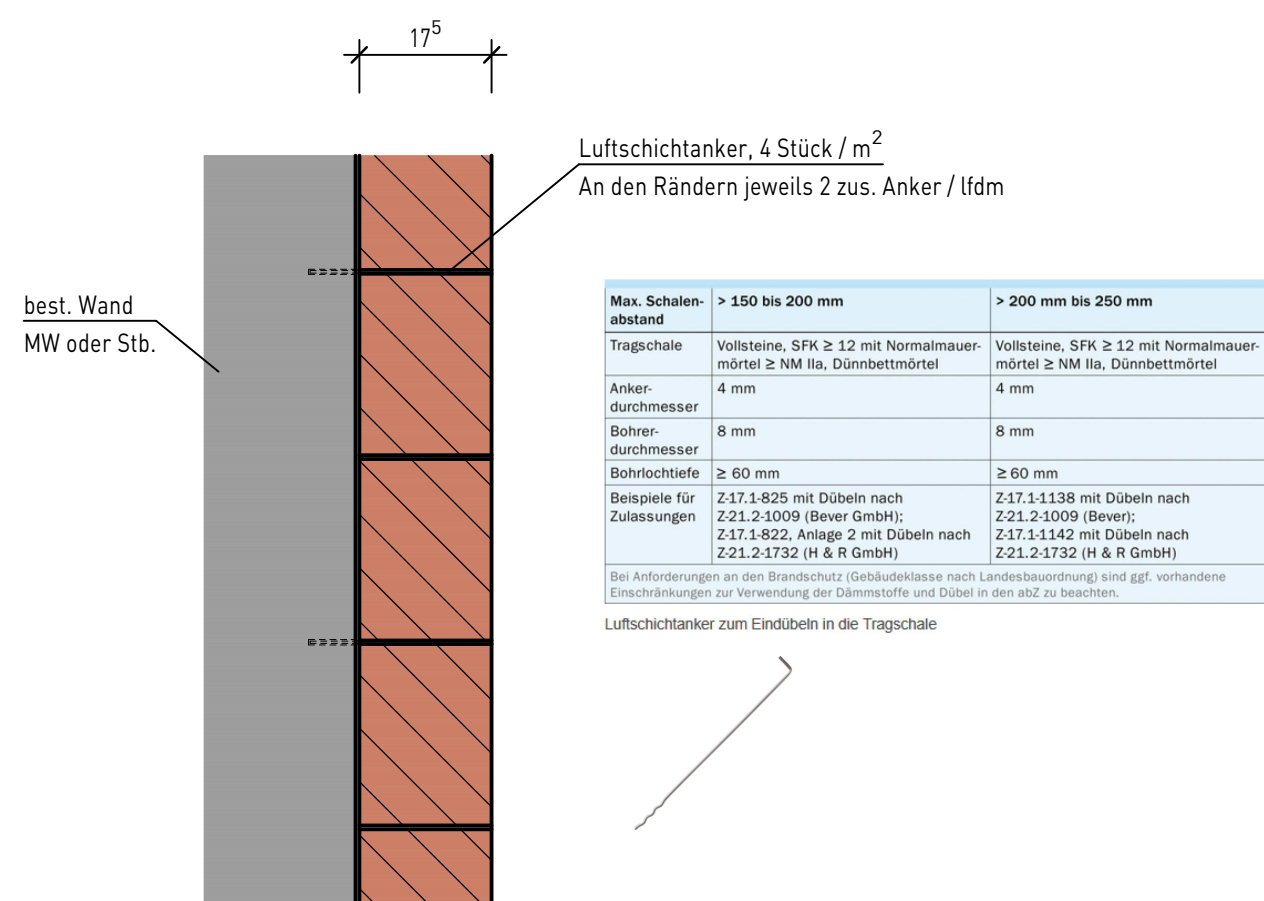 17⁵
Luftschichtanker, 4 Stück / m²
An den Rändern jeweils 2 zus. Anker / lfdm
best. Wand
MW oder Stb.
Max. Schalen- > 150 bis 200 mm > 200 mm bis 250 mm
abstand
Tragschale Vollsteine, SFK ≥ 12 mit Normalmauer- Vollsteine, SFK ≥ 12 mit Normalmauer-
mörtel ≥ NM IIa, Dünnbettmörtel mörtel ≥ NM IIa, Dünnbettmörtel
Anker- 4 mm 4 mm
durchmesser
Bohrer- 8 mm 8 mm
durchmesser
Bohrlochtiefe ≥ 60 mm ≥ 60 mm
Beispiele für Z-17.1-825 mit Dübeln nach Z-17.1-1138 mit Dübeln nach
Zulassungen Z-21.2-1009 (Bever GmbH); Z-21.2-1009 (Bever);
Z-17.1-822, Anlage 2 mit Dübeln nach Z-17.1-1142 mit Dübeln nach
Z-21.2-1732 (H & R GmbH) Z-21.2-1732 (H & R GmbH)
Bei Anforderungen an den Brandschutz (Gebäudeklasse nach Landesbauordnung) sind ggf. vorhandene
Einschränkungen zur Verwendung der Dämmstoffe und Dübel in den abZ zu beachten.
Luftschichtanker zum Eindübeln in die Tragschale